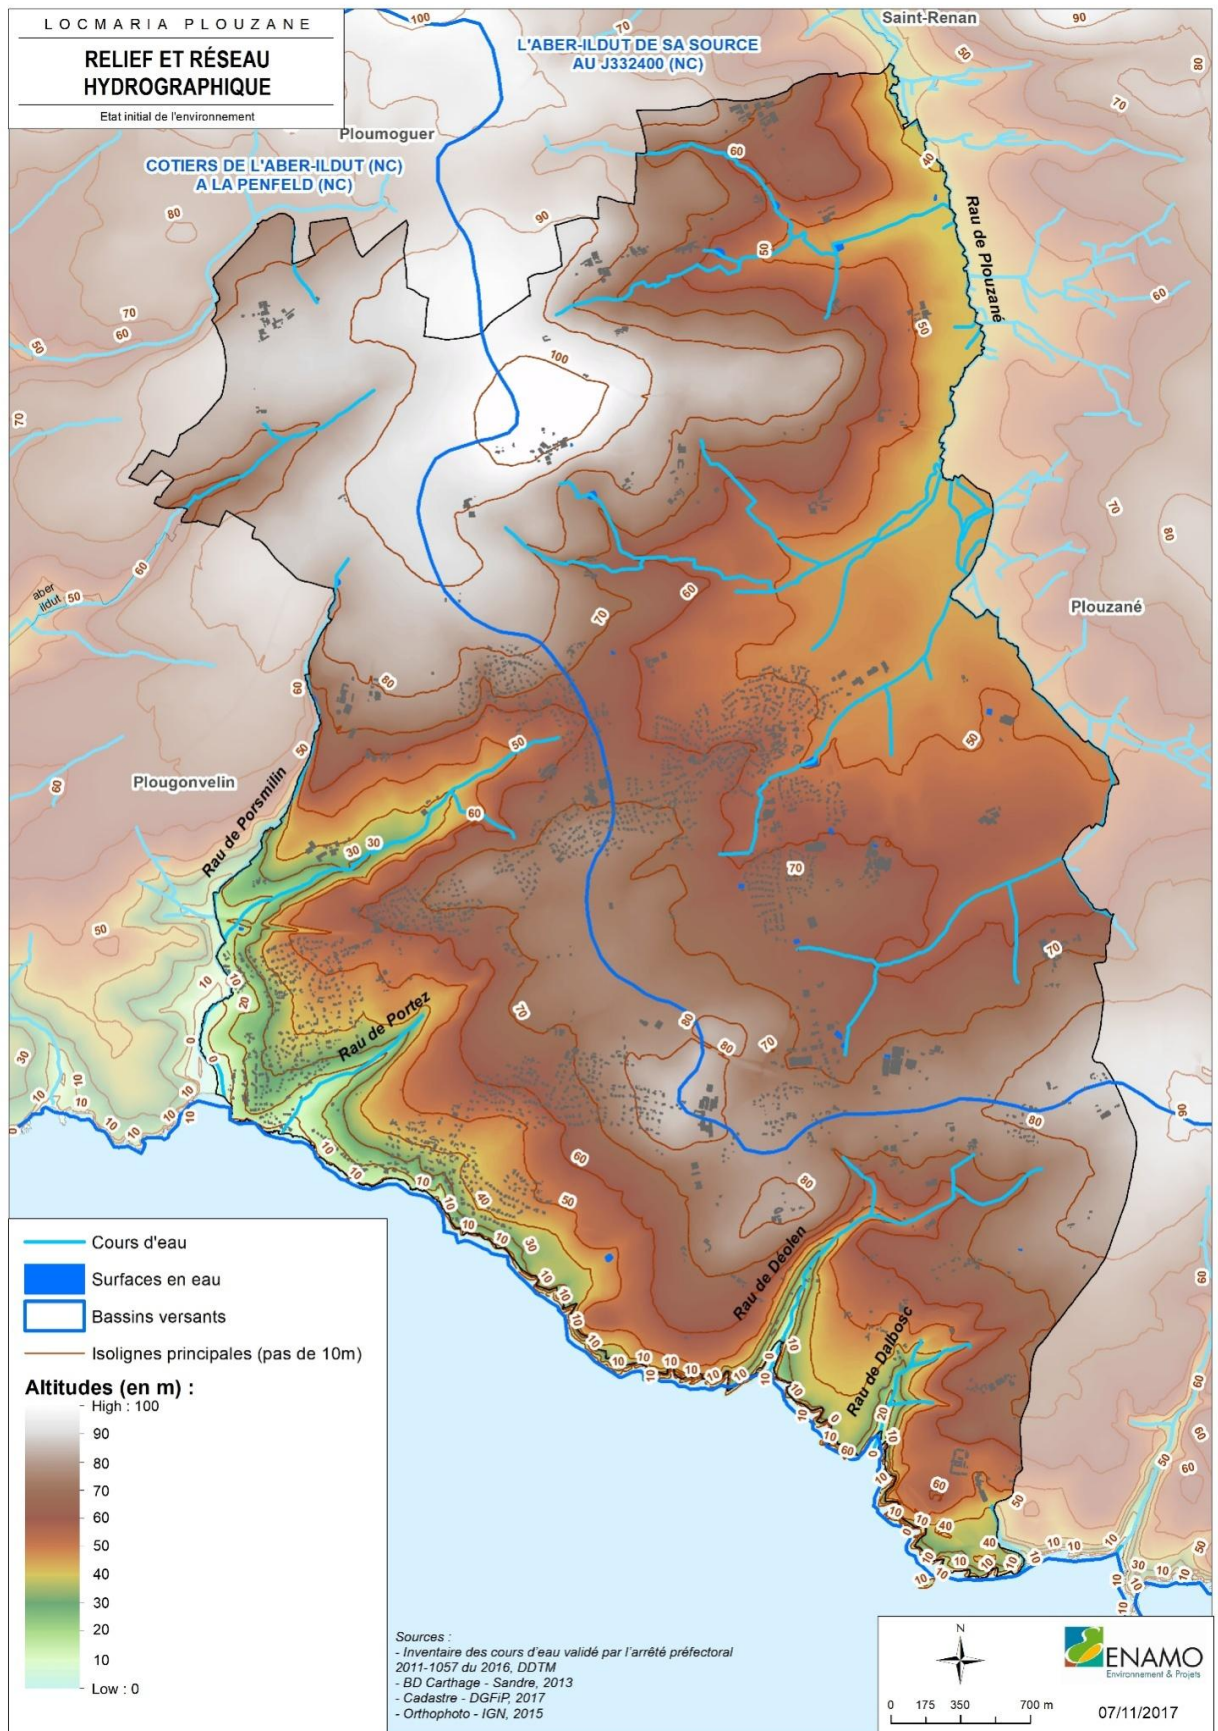 LOCMARIA PLOUZANE
RELIEF ET RÉSEAU
HYDROGRAPHIQUE
Etat initial de l'environnement
L'ABER-ILDUT DE SA SOURCE
AU J332400 (NC)
Saint-Renan
Ploumoguer
COTIERS DE L'ABER-ILDUT (NC)
A LA PENFELD (NC)
Rau de Plouzané
aber
ildut
Plouzané
Plougonvelin
Rau de Porsmilin
Rau de Portez
Rau de Déolen
Rau de Dalbosc
Cours d'eau
Surfaces en eau
Bassins versants
Isolignes principales (pas de 10m)
Altitudes (en m) :
High : 100
90
80
70
60
50
40
30
20
10
Low : 0
Sources :
- Inventaire des cours d'eau validé par l'arrêté préfectoral
2011-1057 du 2016, DDTM
- BD Carthage - Sandre, 2013
- Cadastre - DGFiP, 2017
- Orthophoto - IGN, 2015
N
0 175 350 700 m
ENAMO
Environnement & Projets
07/11/2017